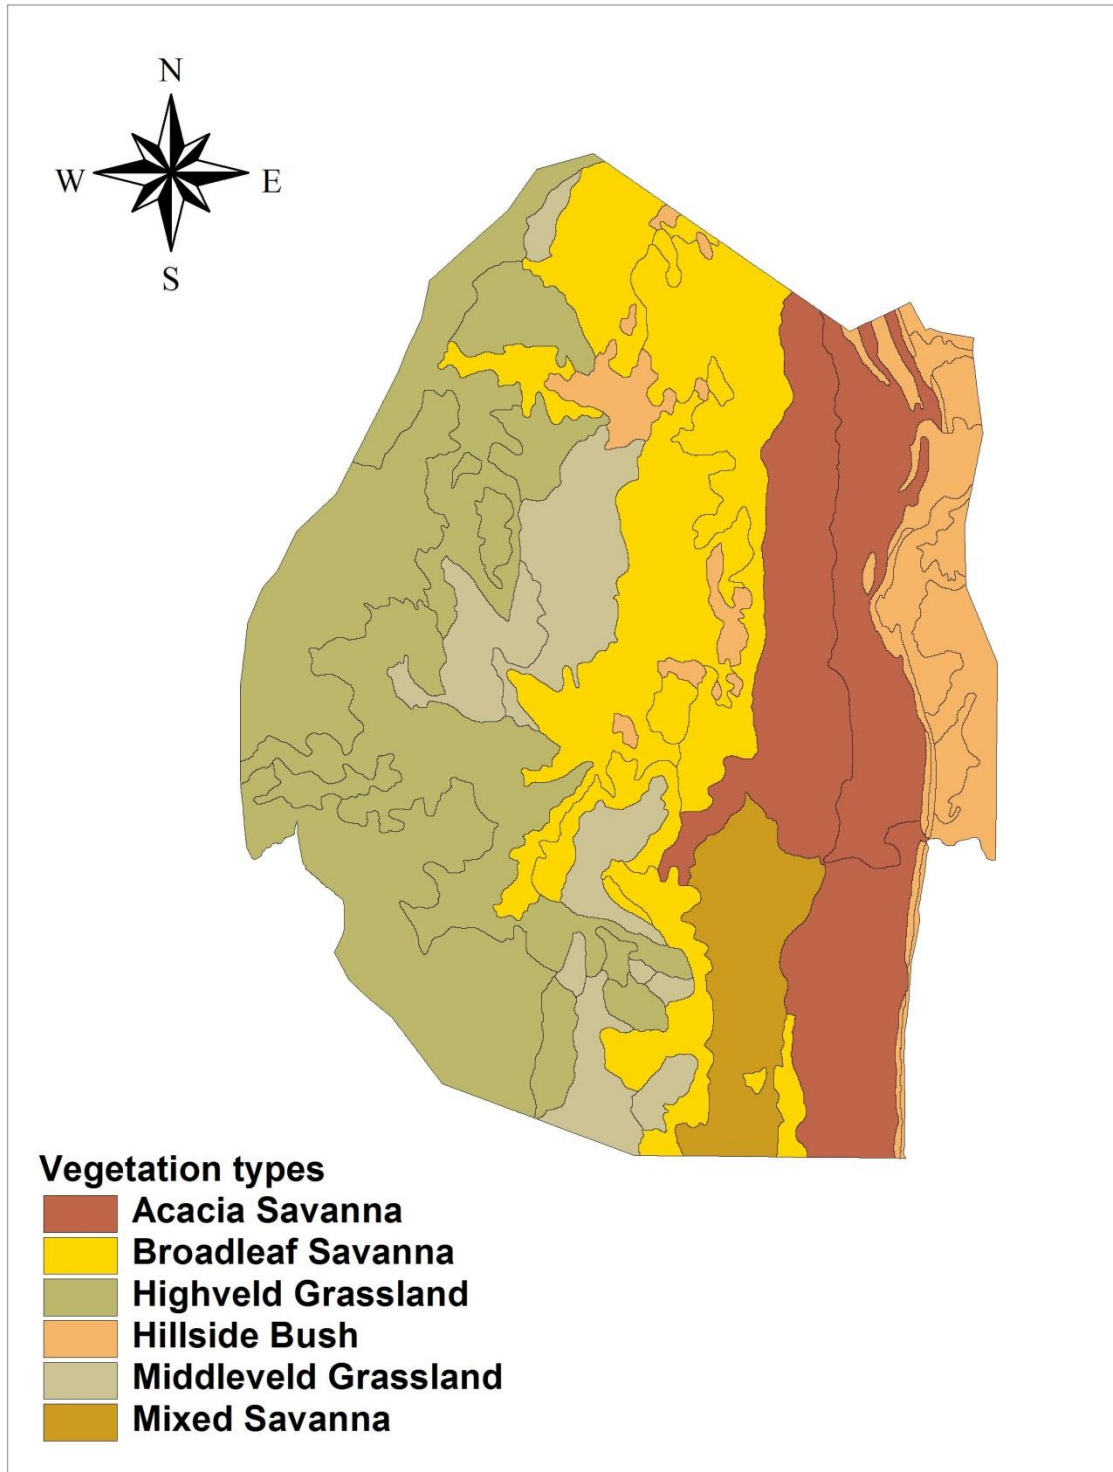 N
W E
S
Vegetation types
Acacia Savanna
Broadleaf Savanna
Highveld Grassland
Hillside Bush
Middleveld Grassland
Mixed Savanna